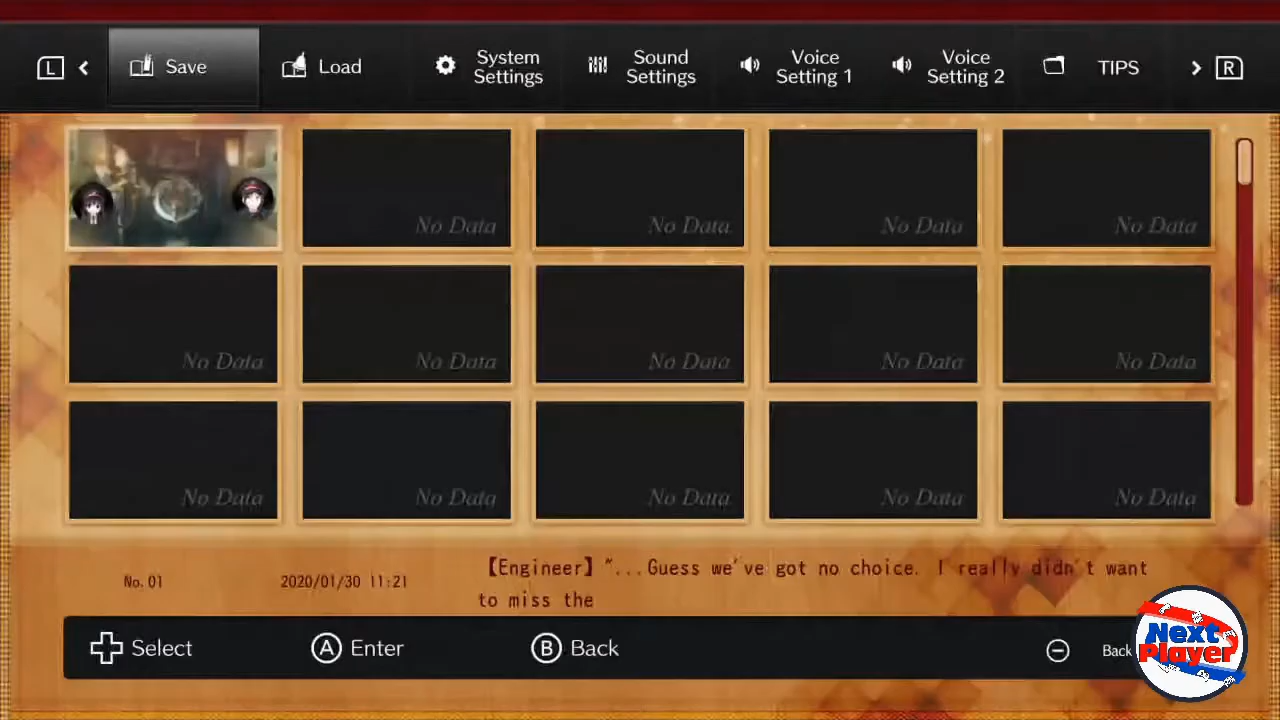 L Save Load System Settings Sound Settings Voice Setting 1 Voice Setting 2 TIPS R
No Data No Data No Data No Data
No Data No Data No Data No Data No Data
No Data No Data No Data No Data No Data
No. 01 2020/01/30 11:21 【Engineer】"...Guess we've got no choice. I really didn't want
to miss the
Select A Enter B Back Back
Next
Player